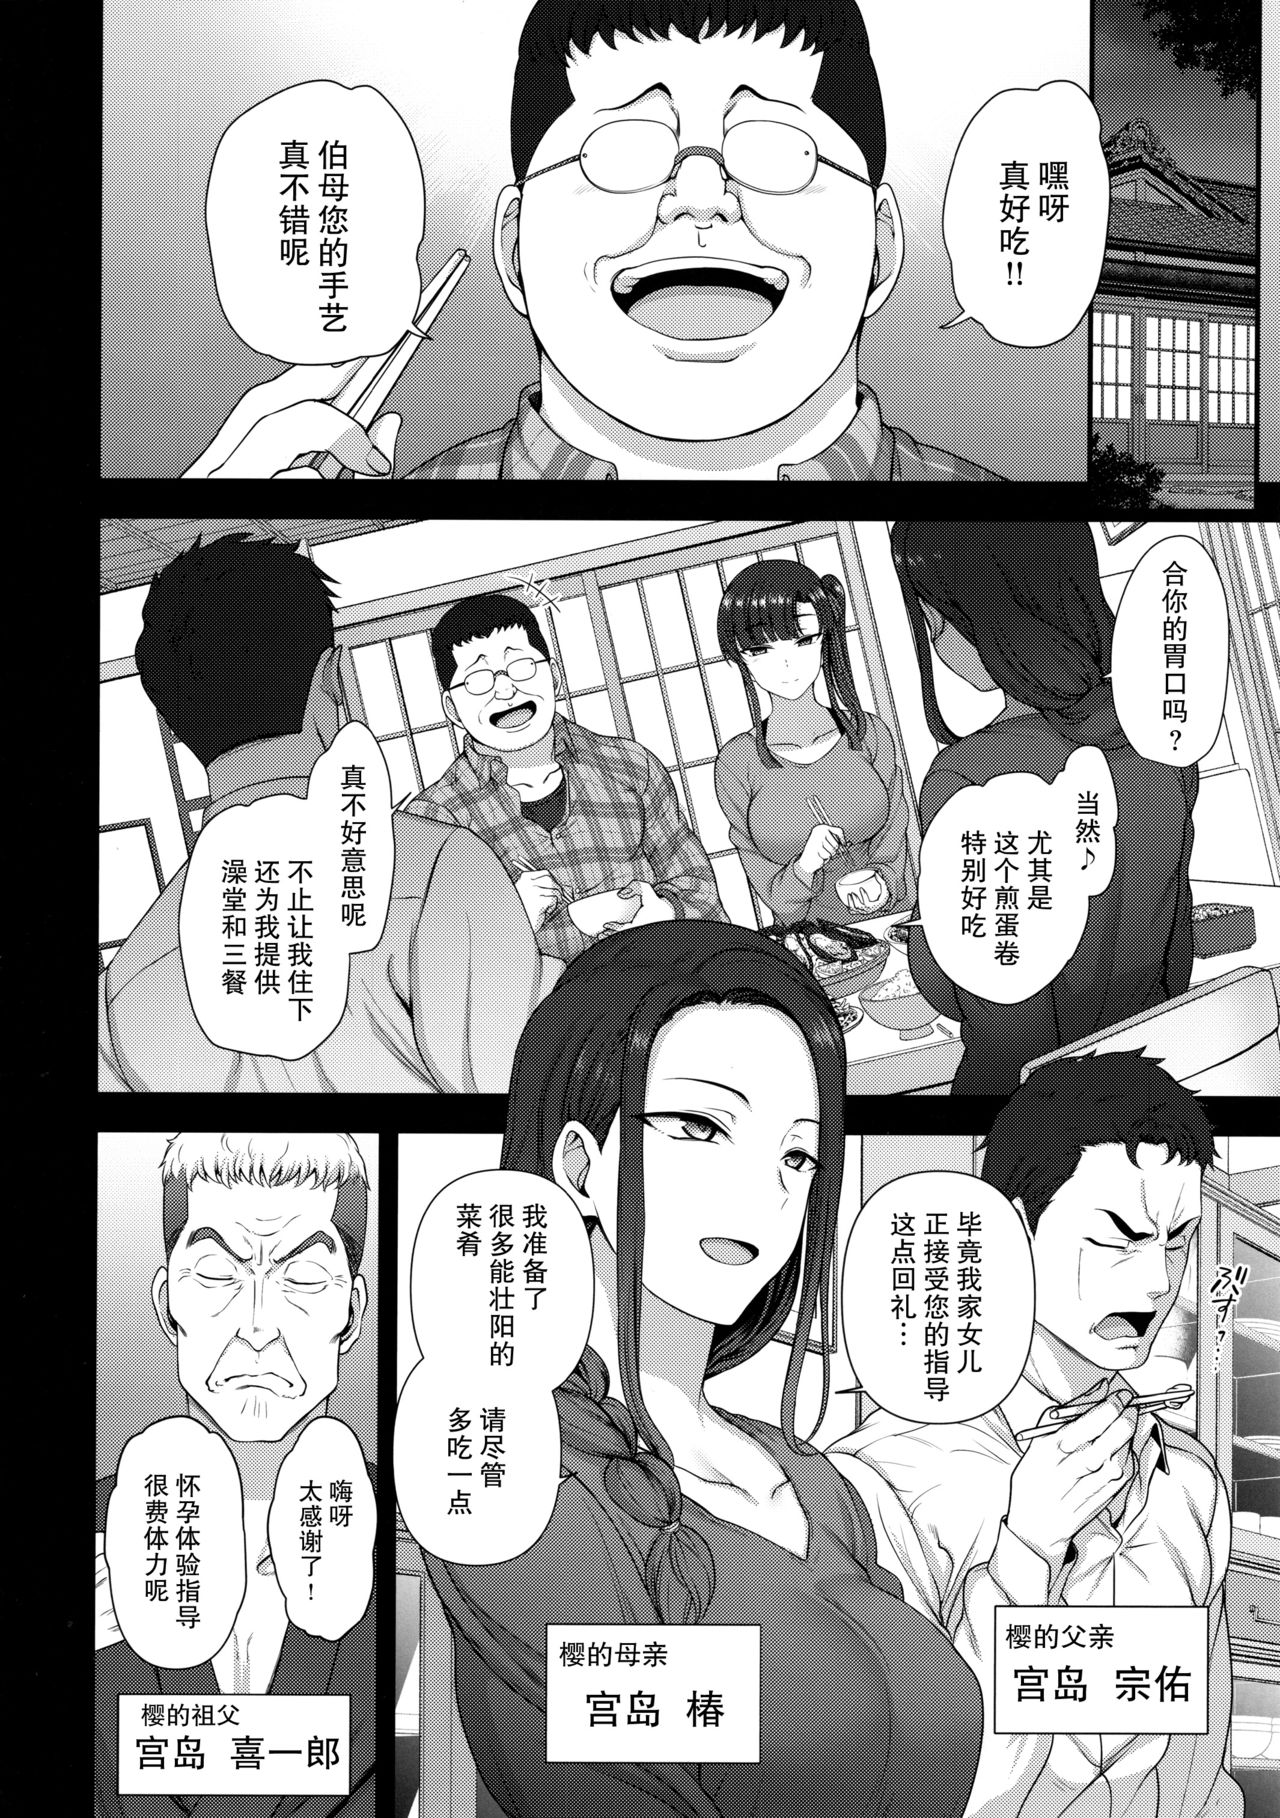 嘿呀
真好吃!!
伯母您的手艺
真不错呢
合你的胃口吗?
当然♪
尤其是
这个煎蛋卷
特别好吃
真不好意思呢
不止让我住下
还为我提供
澡堂和三餐
毕竟我家女儿
正接受您的指导
这点回礼…
ぶすっ…
樱的父亲
宫岛 宗佑
我准备了
很多能壮阳的
菜肴
请尽管
多吃一点
樱的母亲
宫岛 椿
嗨呀
太感谢了!
怀孕体验指导
很费体力呢
樱的祖父
宫岛 喜一郎